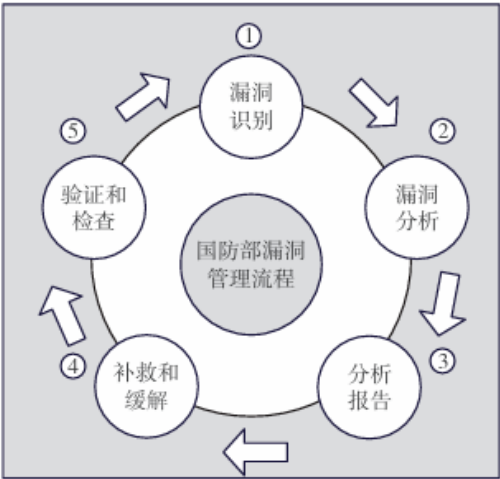 ①
漏洞
识别
②
漏洞
分析
③
分析
报告
④
补救和
缓解
⑤
验证和
检查
国防部漏洞
管理流程